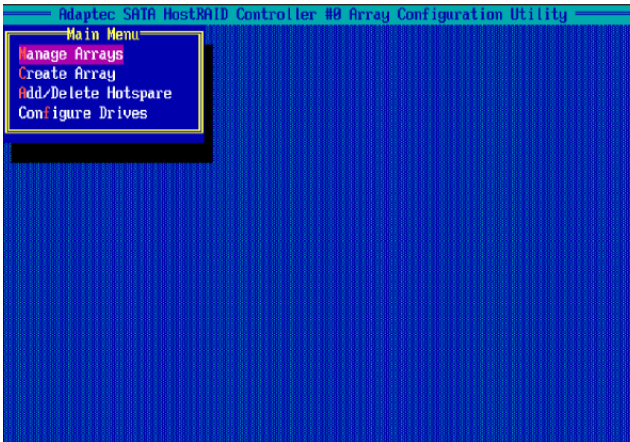 Adaptec SATA HostRAID Controller #0 Array Configuration Utility
Main Menu
Manage Arrays
Create Array
Add/Delete Hotspare
Configure Drives